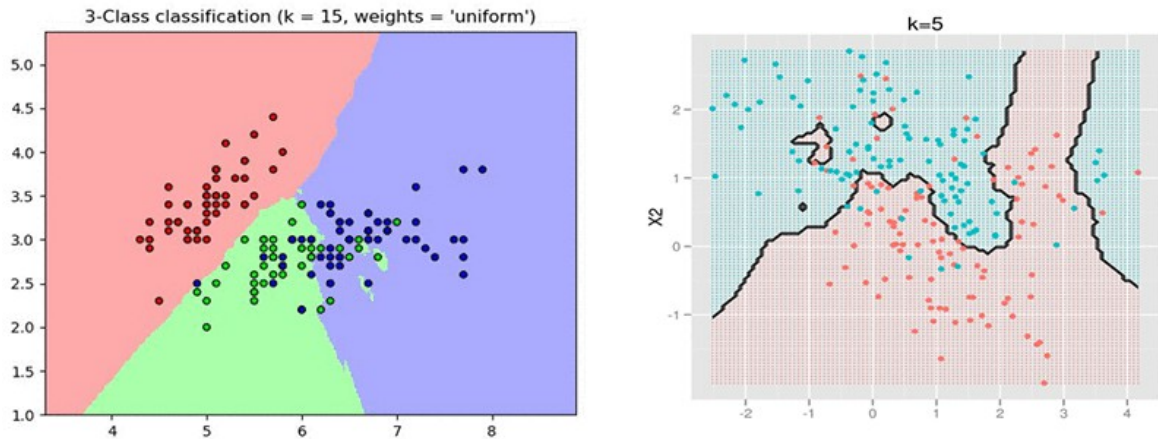 3-Class classification (k = 15, weights = 'uniform')
5.0
4.5
4.0
3.5
3.0
2.5
2.0
1.5
1.0
4 5 6 7 8
k=5
X2
2
1
0
-1
-2 -1 0 1 2 3 4